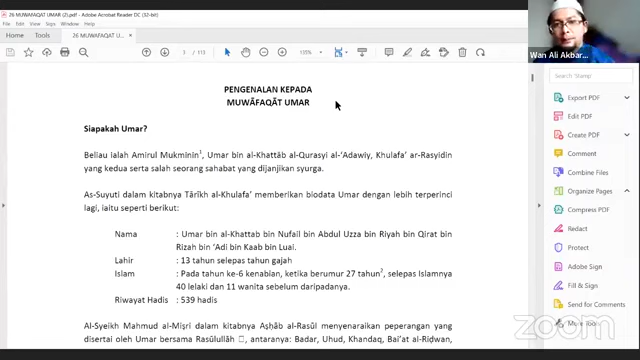 26 MUWAFAQAT UMAR (2).pdf - Adobe Acrobat Reader DC (32-bit)
File Edit View Sign Window Help
Home Tools 26 MUWAFAQAT UM... ×
3 / 113 135%
Wan Ali Akbar...
PENGENALAN KEPADA
MUWĀFAQĀT UMAR
Siapakah Umar?
Beliau ialah Amirul Mukminin1, Umar bin al-Khattāb al-Qurasyi al-‘Adawiy, Khulafa’ ar-Rasyidin
yang kedua serta salah seorang sahabat yang dijanjikan syurga.
As-Suyuti dalam kitabnya Tārīkh al-Khulafa’ memberikan biodata Umar dengan lebih terperinci
lagi, iaitu seperti berikut:
Nama : Umar bin al-Khattab bin Nufail bin Abdul Uzza bin Riyah bin Qirat bin
Rizah bin ‘Adi bin Kaab bin Luai.
Lahir : 13 tahun selepas tahun gajah
Islam : Pada tahun ke-6 kenabian, ketika berumur 27 tahun2, selepas Islamnya
40 lelaki dan 11 wanita sebelum daripadanya.
Riwayat Hadis : 539 hadis
Al-Syeikh Mahmud al-Miṣri dalam kitabnya Aṣḥāb al-Rasūl menyenaraikan peperangan yang
disertai oleh Umar bersama Rasūlullāh □, antaranya: Badar, Uhud, Khandaq, Bai’at al-Riḍwan,
Search 'Stamp'
Export PDF
Edit PDF
Create PDF
Comment
Combine Files
Organize Pages
Compress PDF
Redact
Protect
Adobe Sign
Fill & Sign
Send for Comments
More Tools
zoom